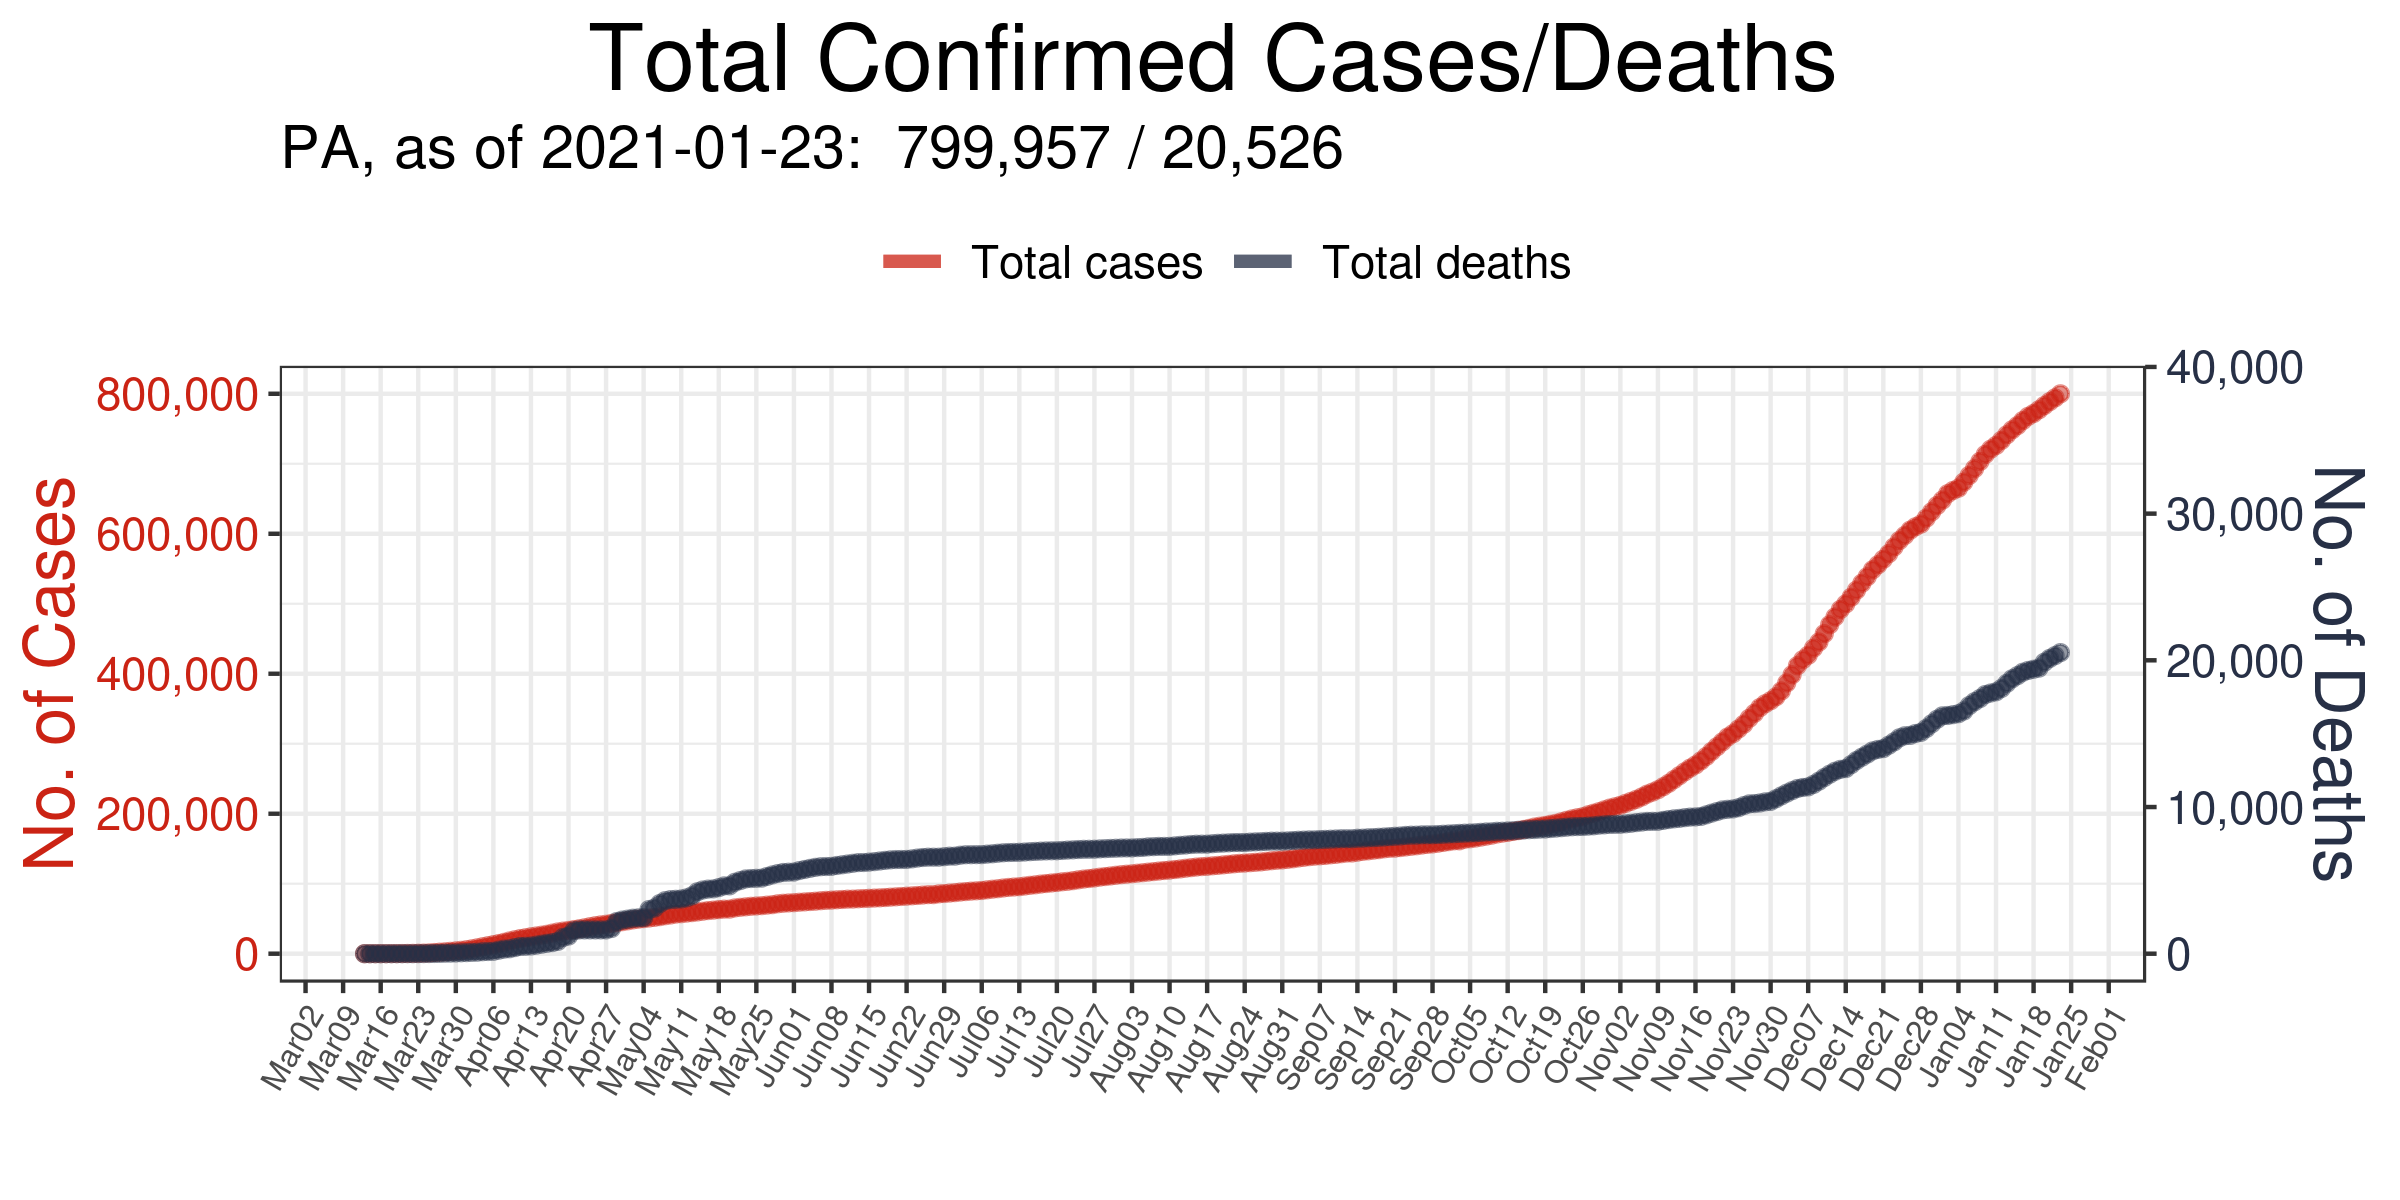 Total Confirmed Cases/Deaths
PA, as of 2021-01-23:  799,957 / 20,526
Total cases
Total deaths
No. of Cases
800,000
600,000
400,000
200,000
0
40,000
30,000
20,000
10,000
0
No. of Deaths
Mar02
Mar09
Mar16
Mar23
Mar30
Apr06
Apr13
Apr20
Apr27
May04
May11
May18
May25
Jun01
Jun08
Jun15
Jun22
Jun29
Jul06
Jul13
Jul20
Jul27
Aug03
Aug10
Aug17
Aug24
Aug31
Sep07
Sep14
Sep21
Sep28
Oct05
Oct12
Oct19
Oct26
Nov02
Nov09
Nov16
Nov23
Nov30
Dec07
Dec14
Dec21
Dec28
Jan04
Jan11
Jan18
Jan25
Feb01